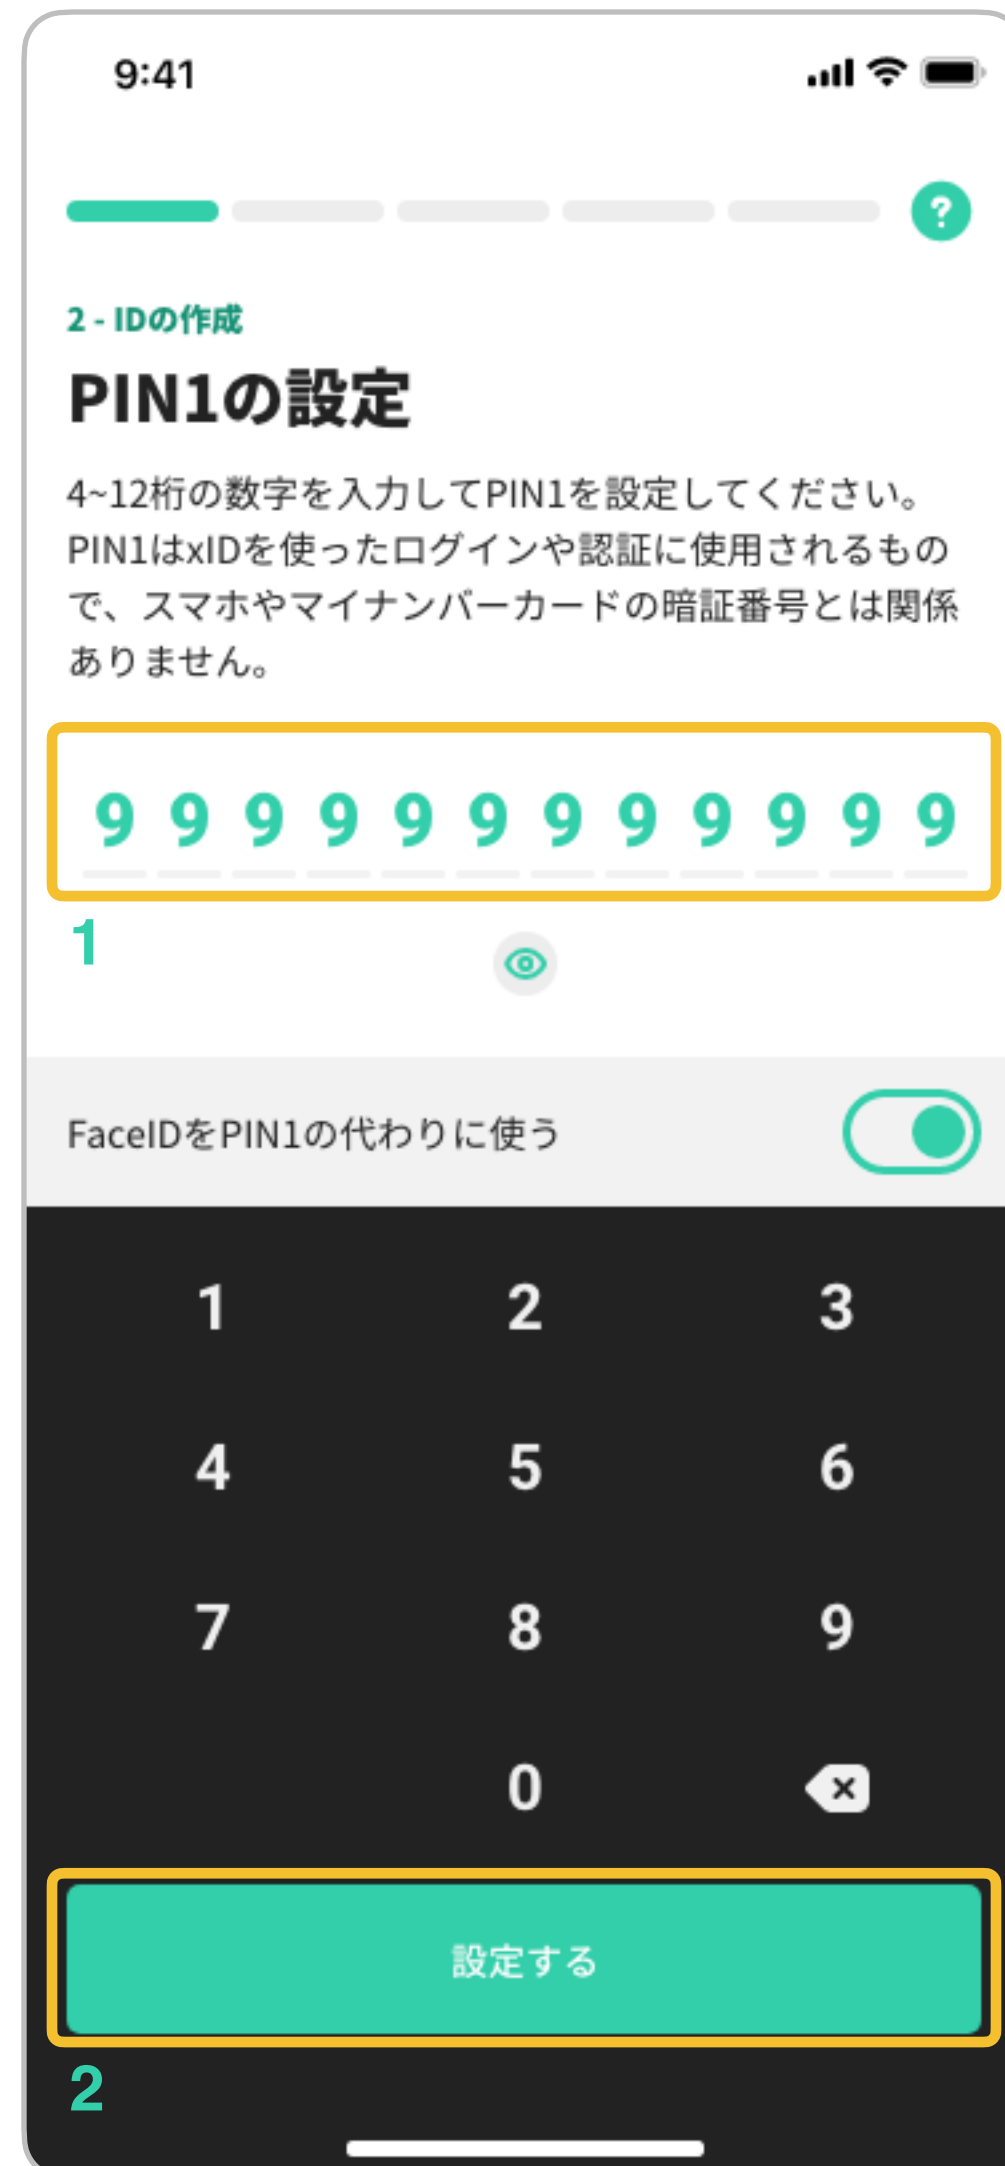 9:41
?
2 - IDの作成
PIN1の設定
4~12桁の数字を入力してPIN1を設定してください。
PIN1はxIDを使ったログインや認証に使用されるもの
で、スマホやマイナンバーカードの暗証番号とは関係
ありません。
9 9 9 9 9 9 9 9 9 9 9 9
1
FaceIDをPIN1の代わりに使う
1 2 3
4 5 6
7 8 9
0
設定する
2